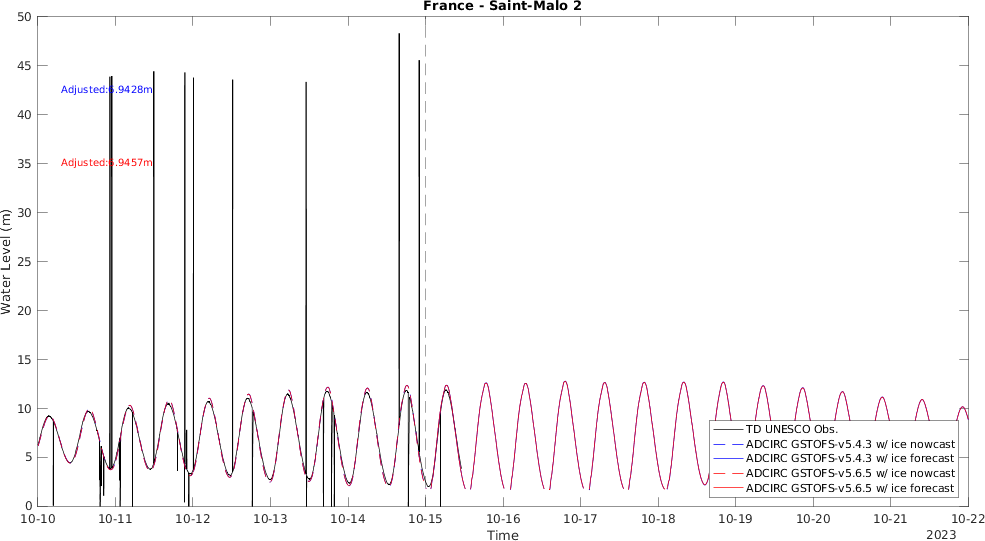 France - Saint-Malo 2
50
45
40
35
30
25
20
15
10
5
0
Water Level (m)
Adjusted:6.9428m
Adjusted:6.9457m
TD UNESCO Obs.
ADCIRC GSTOFS-v5.4.3 w/ ice nowcast
ADCIRC GSTOFS-v5.4.3 w/ ice forecast
ADCIRC GSTOFS-v5.6.5 w/ ice nowcast
ADCIRC GSTOFS-v5.6.5 w/ ice forecast
10-10 10-11 10-12 10-13 10-14 10-15 10-16 10-17 10-18 10-19 10-20 10-21 10-22
Time
2023